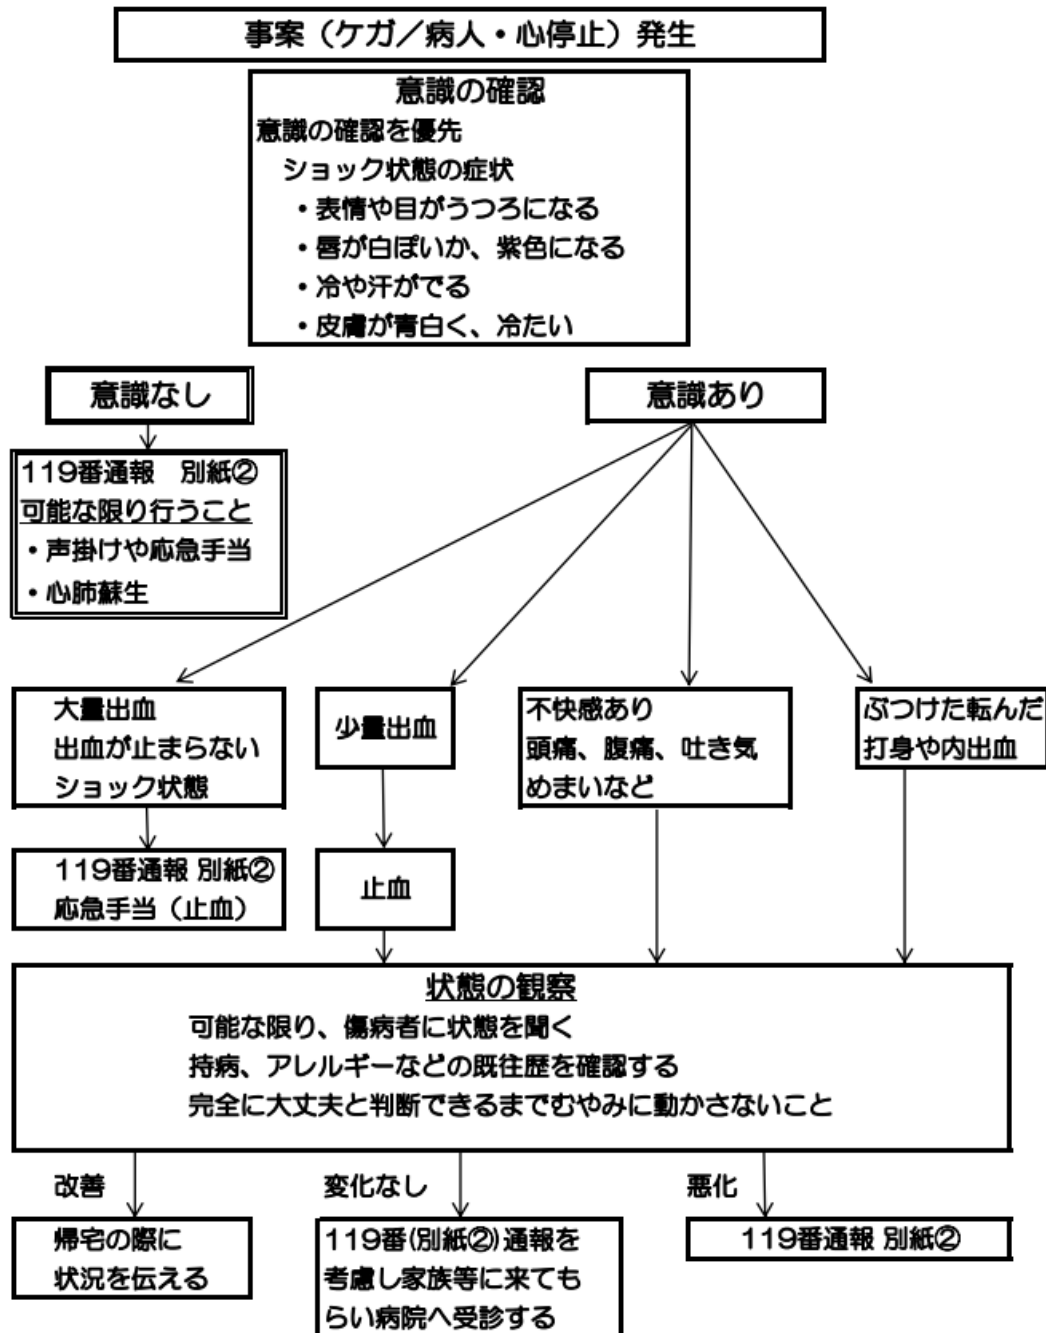 事案（ケガ／病人・心停止）発生
意識の確認
意識の確認を優先
ショック状態の症状
・表情や目がうつろになる
・唇が白ぽいか、紫色になる
・冷や汗がでる
・皮膚が青白く、冷たい
意識なし
意識あり
119番通報　別紙②
可能な限り行うこと
・声掛けや応急手当
・心肺蘇生
大量出血
出血が止まらない
ショック状態
少量出血
不快感あり
頭痛、腹痛、吐き気
めまいなど
ぶつけた転んだ
打身や内出血
119番通報 別紙②
応急手当（止血）
止血
状態の観察
可能な限り、傷病者に状態を聞く
持病、アレルギーなどの既往歴を確認する
完全に大丈夫と判断できるまでむやみに動かさないこと
改善
変化なし
悪化
帰宅の際に
状況を伝える
119番(別紙②)通報を
考慮し家族等に来ても
らい病院へ受診する
119番通報 別紙②